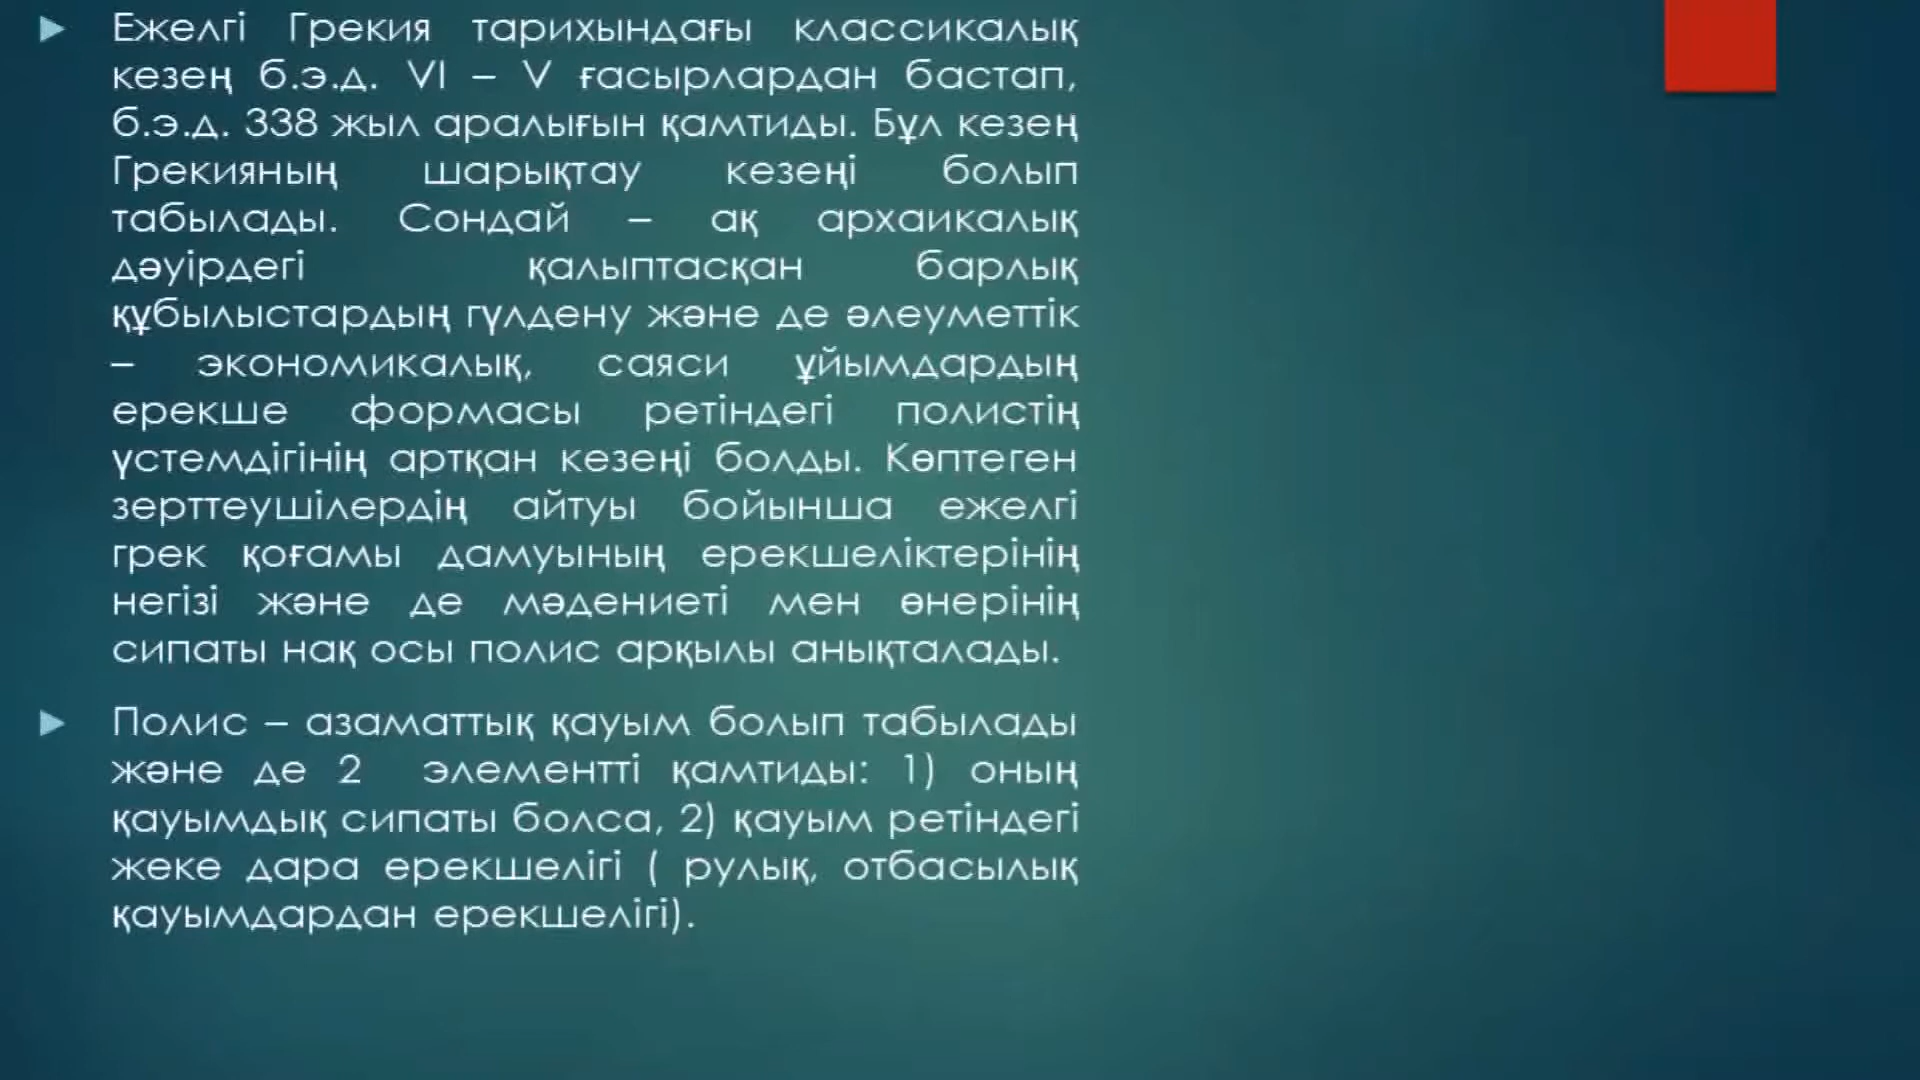 Ежелгі Грекия тарихындағы классикалық
кезең б.э.д. VI – V ғасырлардан бастап,
б.э.д. 338 жыл аралығын қамтиды. Бұл кезең
Грекияның шарықтау кезеңі болып
табылады. Сондай – ақ архаикалық
дәуірдегі қалыптасқан барлық
құбылыстардың гүлдену және де әлеуметтік
– экономикалық, саяси ұйымдардың
ерекше формасы ретіндегі полистің
үстемдігінің артқан кезеңі болды. Көптеген
зерттеушілердің айтуы бойынша ежелгі
грек қоғамы дамуының ерекшеліктерінің
негізі және де мәдениеті мен өнерінің
сипаты нақ осы полис арқылы анықталады.
Полис – азаматтық қауым болып табылады
және де 2 элементті қамтиды: 1) оның
қауымдық сипаты болса, 2) қауым ретіндегі
жеке дара ерекшелігі ( рулық, отбасылық
қауымдардан ерекшелігі).